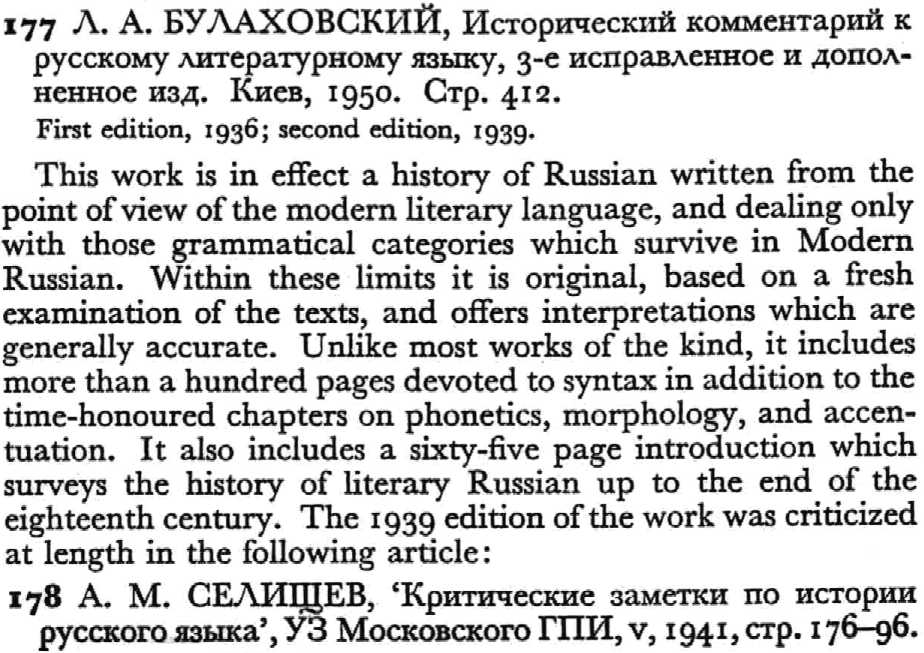 177 Л. А. БУЛАХОВСКИЙ, Исторический комментарий к
русскому литературному языку, 3-е исправленное и допол-
ненное изд. Киев, 1950. Стр. 412.
First edition, 1936; second edition, 1939.
This work is in effect a history of Russian written from the
point of view of the modern literary language, and dealing only
with those grammatical categories which survive in Modern
Russian. Within these limits it is original, based on a fresh
examination of the texts, and offers interpretations which are
generally accurate. Unlike most works of the kind, it includes
more than a hundred pages devoted to syntax in addition to the
time-honoured chapters on phonetics, morphology, and accen-
tuation. It also includes a sixty-five page introduction which
surveys the history of literary Russian up to the end of the
eighteenth century. The 1939 edition of the work was criticized
at length in the following article:
178 А. М. СЕЛИЩЕВ, ‘Критические заметки по истории
русского языка’, УЗ Московского ГПИ, v, 1941, стр. 176–96.